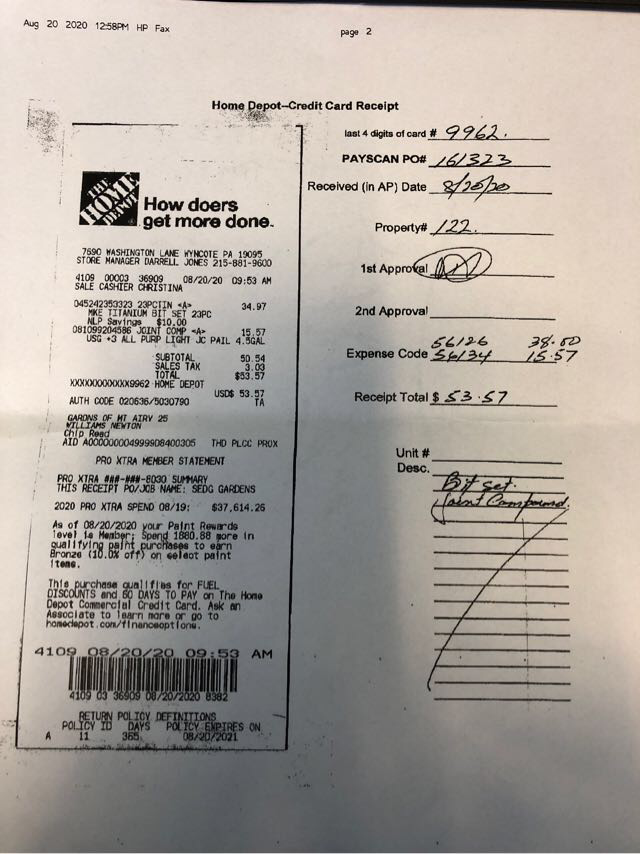 Aug 20 2020 12:58PM HP Fax page 2
Home Depot--Credit Card Receipt
THE HOME DEPOT
How doers
get more done.
7690 WASHINGTON LANE WYNCOTE PA 19095
STORE MANAGER DARRELL JONES 215-881-9600
4109 00003 36909 08/20/20 09:53 AM
SALE CASHIER CHRISTINA
045242353323 23PCTIN <A> 34.97
MKE TITANIUM BIT SET 23PC
NLP Savings $10.00
081099204586 JOINT COMP <A> 15.57
USG +3 ALL PURP LIGHT JC PAIL 4.5GAL
SUBTOTAL 50.54
SALES TAX 3.03
TOTAL $53.57
XXXXXXXXXXXX9962 HOME DEPOT
USD$ 53.57
AUTH CODE 020636/5030790 TA
GARDNS OF MT AIRY 25
WILLIAMS NEWTON
Chip Read
AID A0000000049999D8400305 THD PLCC PROX
PRO XTRA MEMBER STATEMENT
PRO XTRA ###-###-8030 SUMMARY
THIS RECEIPT PO/JOB NAME: SEDG GARDENS
2020 PRO XTRA SPEND 08/19: $37,614.26
As of 08/20/2020 your Paint Rewards
level is Member; Spend 1880.88 more in
qualifying paint purchases to earn
Bronze (10.0% off) on select paint
items.
This purchase qualifies for FUEL
DISCOUNTS and 60 DAYS TO PAY on The Home
Depot Commercial Credit Card. Ask an
Associate to learn more or go to
homedepot.com/financeoptions.
4109 08/20/20 09:53 AM
4109 03 36909 08/20/2020 8382
RETURN POLICY DEFINITIONS
POLICY ID DAYS POLICY EXPIRES ON
A 11 365 08/20/2021
last 4 digits of card # 9962.
PAYSCAN PO# 161323
Received (in AP) Date 8/20/20
Property# 122.
1st Approval
2nd Approval
56126 38.00
Expense Code 56134 15.57
Receipt Total $ 53.57
Unit #
Desc.
Bit set.
Joint Compound.